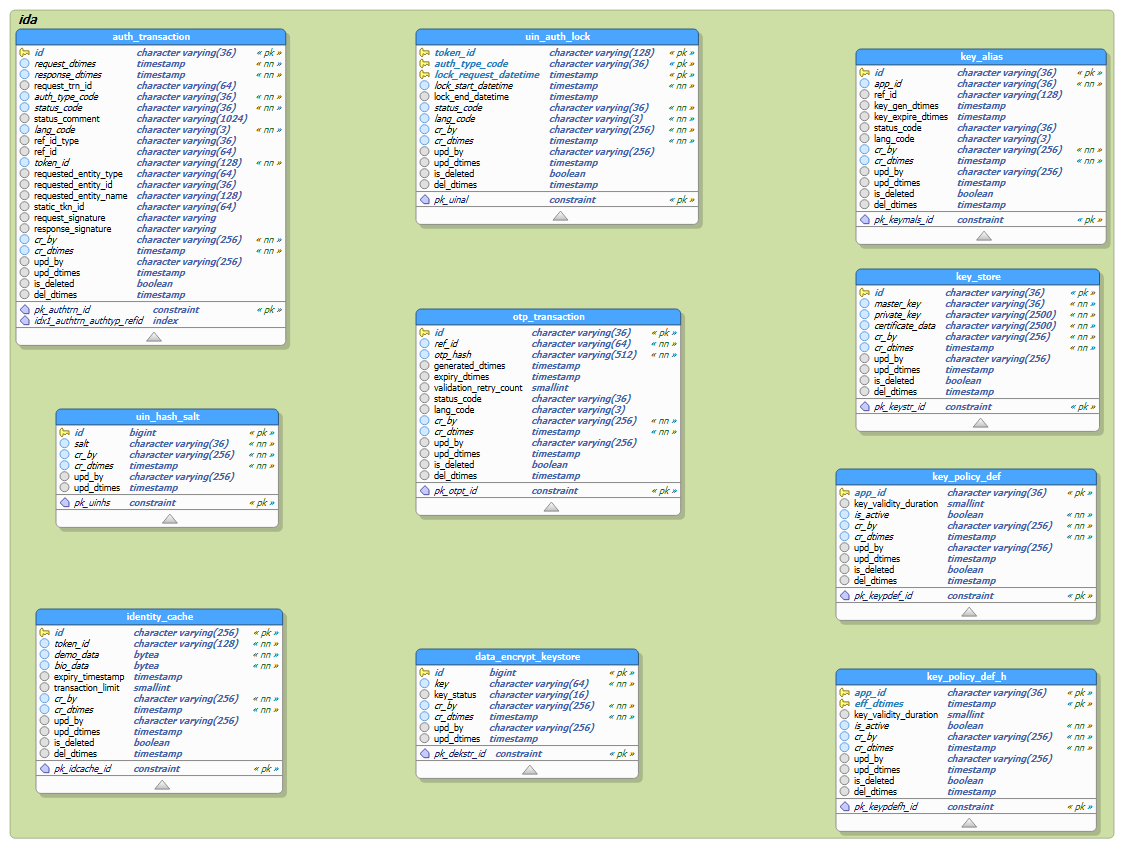 ida
auth_transaction
id character varying(36) « pk »
request_dtimes timestamp « nn »
response_dtimes timestamp « nn »
request_trn_id character varying(64)
auth_type_code character varying(36) « nn »
status_code character varying(36) « nn »
status_comment character varying(1024)
lang_code character varying(3) « nn »
ref_id_type character varying(36)
ref_id character varying(64)
token_id character varying(128) « nn »
requested_entity_type character varying(64)
requested_entity_id character varying(36)
requested_entity_name character varying(128)
static_tkn_id character varying(64)
request_signature character varying
response_signature character varying
cr_by character varying(256) « nn »
cr_dtimes timestamp « nn »
upd_by character varying(256)
upd_dtimes timestamp
is_deleted boolean
del_dtimes timestamp
pk_authtrn_id constraint « pk »
idx1_authtrn_authtyp_refid index
uin_auth_lock
token_id character varying(128) « pk »
auth_type_code character varying(36) « pk »
lock_request_datetime timestamp « pk »
lock_start_datetime timestamp « nn »
lock_end_datetime timestamp
status_code character varying(36) « nn »
lang_code character varying(3) « nn »
cr_by character varying(256) « nn »
cr_dtimes timestamp « nn »
upd_by character varying(256)
upd_dtimes timestamp
is_deleted boolean
del_dtimes timestamp
pk_uinal constraint « pk »
key_alias
id character varying(36) « pk »
app_id character varying(36) « nn »
ref_id character varying(128)
key_gen_dtimes timestamp
key_expire_dtimes timestamp
status_code character varying(36)
lang_code character varying(3)
cr_by character varying(256) « nn »
cr_dtimes timestamp « nn »
upd_by character varying(256)
upd_dtimes timestamp
is_deleted boolean
del_dtimes timestamp
pk_keymals_id constraint « pk »
key_store
id character varying(36) « pk »
master_key character varying(36) « nn »
private_key character varying(2500) « nn »
certificate_data character varying(2500) « nn »
cr_by character varying(256) « nn »
cr_dtimes timestamp « nn »
upd_by character varying(256)
upd_dtimes timestamp
is_deleted boolean
del_dtimes timestamp
pk_keystr_id constraint « pk »
otp_transaction
id character varying(36) « pk »
ref_id character varying(64) « nn »
otp_hash character varying(512) « nn »
generated_dtimes timestamp
expiry_dtimes timestamp
validation_retry_count smallint
status_code character varying(36)
lang_code character varying(3)
cr_by character varying(256) « nn »
cr_dtimes timestamp « nn »
upd_by character varying(256)
upd_dtimes timestamp
is_deleted boolean
del_dtimes timestamp
pk_otpt_id constraint « pk »
uin_hash_salt
id bigint « pk »
salt character varying(36) « nn »
cr_by character varying(256) « nn »
cr_dtimes timestamp « nn »
upd_by character varying(256)
upd_dtimes timestamp
pk_uinhs constraint « pk »
key_policy_def
app_id character varying(36) « pk »
key_validity_duration smallint
is_active boolean « nn »
cr_by character varying(256) « nn »
cr_dtimes timestamp « nn »
upd_by character varying(256)
upd_dtimes timestamp
is_deleted boolean
del_dtimes timestamp
pk_keypdef_id constraint « pk »
identity_cache
id character varying(256) « pk »
token_id character varying(128) « nn »
demo_data bytea « nn »
bio_data bytea « nn »
expiry_timestamp timestamp
transaction_limit smallint
cr_by character varying(256) « nn »
cr_dtimes timestamp « nn »
upd_by character varying(256)
upd_dtimes timestamp
is_deleted boolean
del_dtimes timestamp
pk_idcache_id constraint « pk »
data_encrypt_keystore
id bigint « pk »
key character varying(64) « nn »
key_status character varying(16)
cr_by character varying(256) « nn »
cr_dtimes timestamp « nn »
upd_by character varying(256)
upd_dtimes timestamp
pk_dekstr_id constraint « pk »
key_policy_def_h
app_id character varying(36) « pk »
eff_dtimes timestamp « pk »
key_validity_duration smallint
is_active boolean « nn »
cr_by character varying(256) « nn »
cr_dtimes timestamp « nn »
upd_by character varying(256)
upd_dtimes timestamp
is_deleted boolean
del_dtimes timestamp
pk_keypdefh_id constraint « pk »